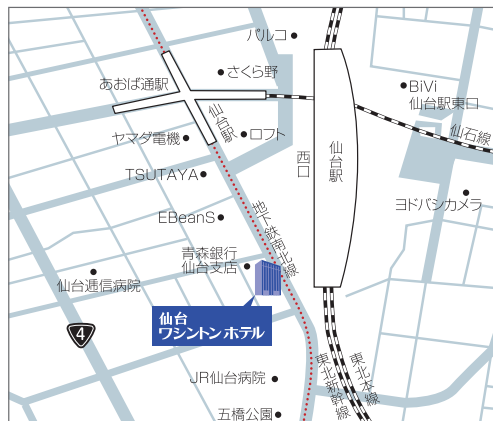 パルコ
さくら野
あおば通駅
BiVi
仙台駅東口
仙石線
仙台駅
ロフト
ヤマダ電機
西口
仙台駅
TSUTAYA
ヨドバシカメラ
EBeanS
地下鉄南北線
青森銀行
仙台支店
仙台逓信病院
仙台
ワシントンホテル
4
東北新幹線
東北本線
JR仙台病院
五橋公園